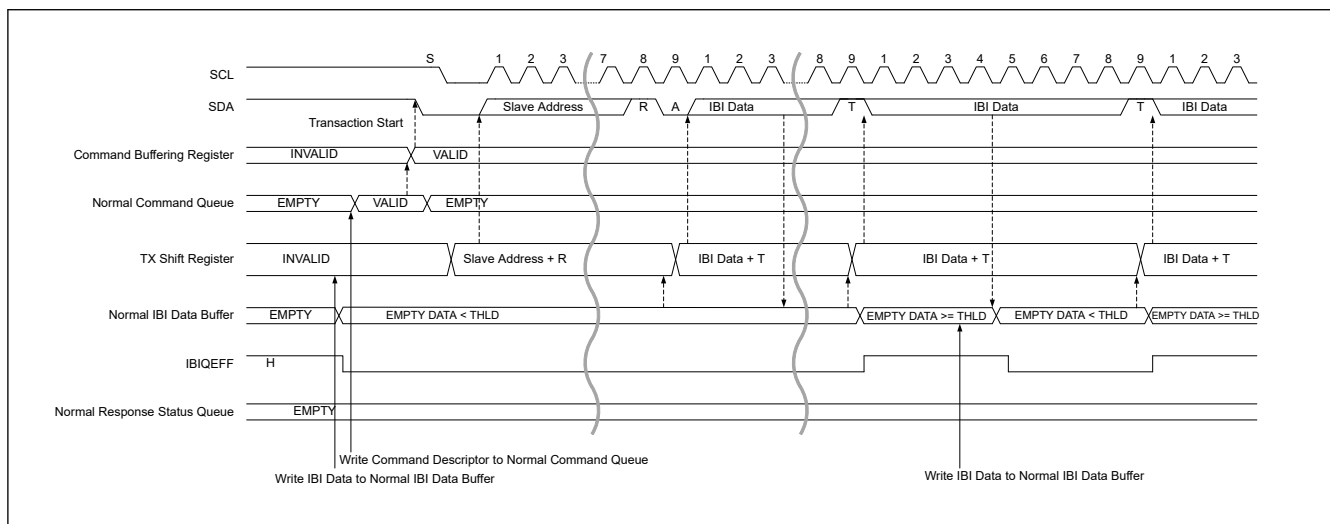 S 1 2 3 7 8 9 1 2 3 8 9 1 2 3 4 5 6 7 8 9 1 2 3
SCL
SDA Slave Address R A IBI Data T IBI Data T IBI Data
Transaction Start
Command Buffering Register INVALID VALID
Normal Command Queue EMPTY VALID EMPTY
TX Shift Register INVALID Slave Address + R IBI Data + T IBI Data + T IBI Data + T
Normal IBI Data Buffer EMPTY EMPTY DATA < THLD EMPTY DATA >= THLD EMPTY DATA < THLD EMPTY DATA >= THLD
IBIQEFF H
Normal Response Status Queue EMPTY
Write Command Descriptor to Normal Command Queue
Write IBI Data to Normal IBI Data Buffer Write IBI Data to Normal IBI Data Buffer